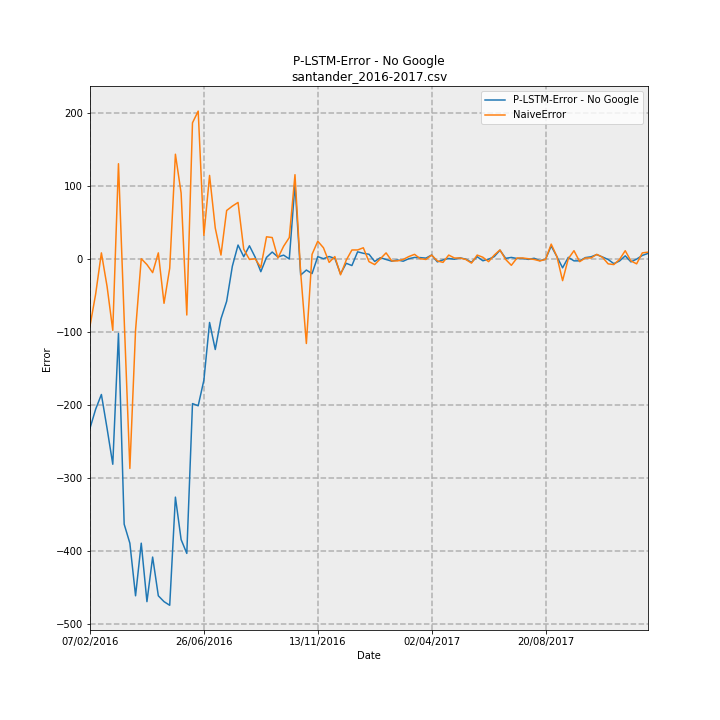 P-LSTM-Error - No Google
santander_2016-2017.csv
P-LSTM-Error - No Google
NaiveError
200
100
0
−100
−200
−300
−400
−500
Error
07/02/2016
26/06/2016
13/11/2016
02/04/2017
20/08/2017
Date